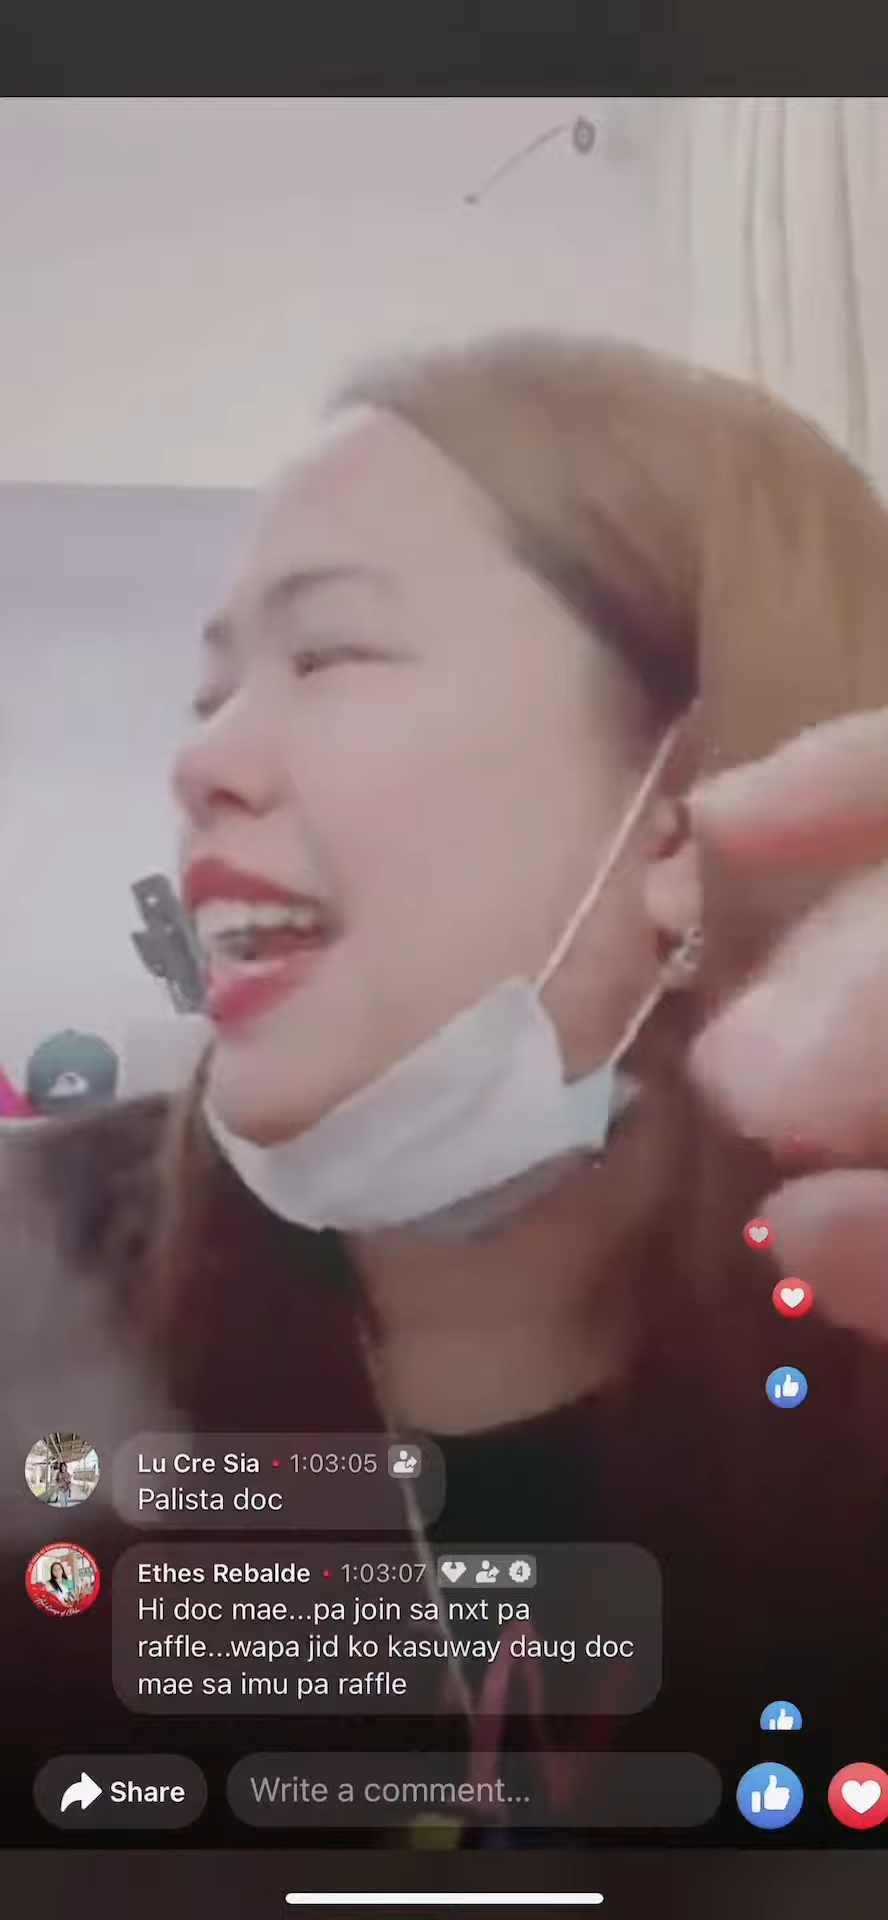 Lu Cre Sia • 1:03:05
Palista doc
Ethes Rebalde • 1:03:07 4
Hi doc mae...pa join sa nxt pa
raffle...wapa jid ko kasuway daug doc
mae sa imu pa raffle
Share
Write a comment...